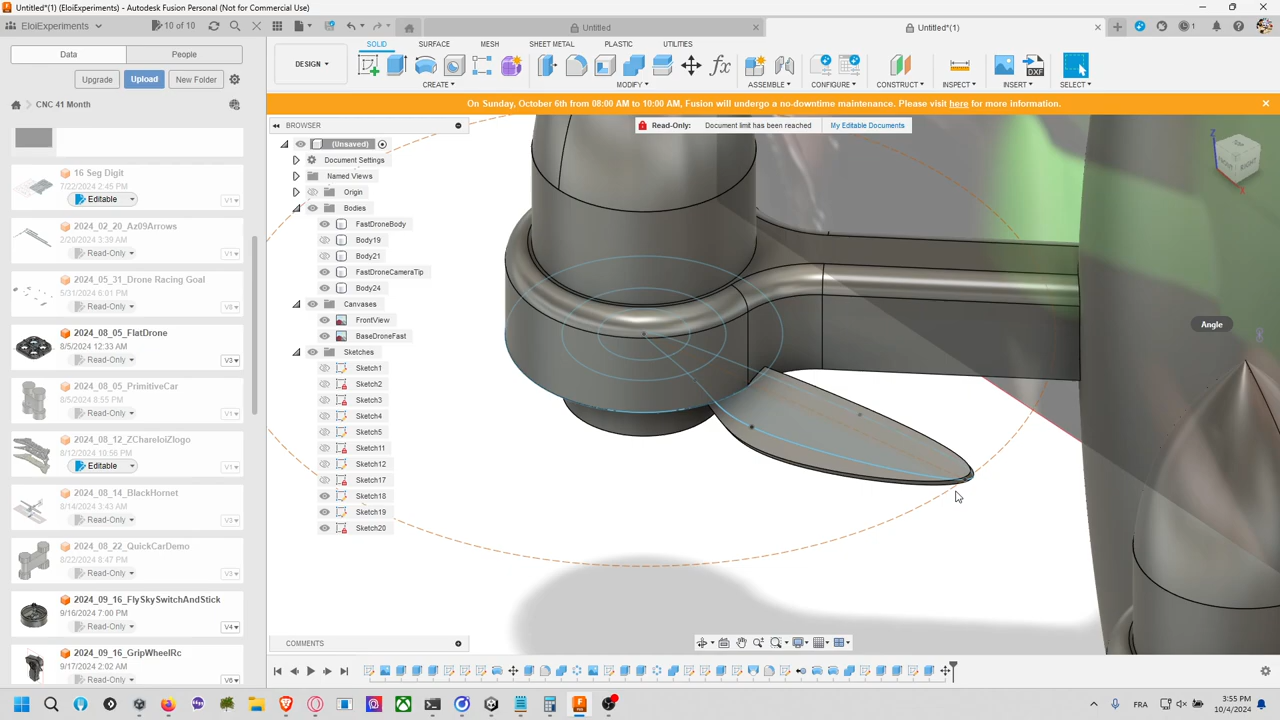 Untitled*(1) (EloiExperiments) - Autodesk Fusion Personal (Not for Commercial Use)
EloiExperiments
10 of 10
Untitled
Untitled*(1)
1
Data
People
Upgrade
Upload
New Folder
CNC 41 Month
DESIGN
SOLID
SURFACE
MESH
SHEET METAL
PLASTIC
UTILITIES
CREATE
MODIFY
ASSEMBLE
CONFIGURE
CONSTRUCT
INSPECT
INSERT
SELECT
On Sunday, October 6th from 08:00 AM to 10:00 AM, Fusion will undergo a no-downtime maintenance. Please visit here for more information.
BROWSER
Read-Only: Document limit has been reached
My Editable Documents
(Unsaved)
Document Settings
Named Views
Origin
Bodies
FastDroneBody
Body19
Body21
FastDroneCameraTip
Body24
Canvases
FrontView
BaseDroneFast
Sketches
Sketch1
Sketch2
Sketch3
Sketch4
Sketch5
Sketch11
Sketch12
Sketch17
Sketch18
Sketch19
Sketch20
16 Seg Digit
7/22/2024 2:45 PM
Editable
V1
2024_02_20_Az09Arrows
2/20/2024 3:39 AM
Read-Only
V1
2024_05_31_Drone Racing Goal
5/31/2024 6:01 PM
Read-Only
2024_08_05_FlatDrone
8/5/2024 12:33 AM
Read-Only
V3
2024_08_05_PrimitiveCar
8/5/2024 8:55 PM
Read-Only
V1
2024_08_12_ZChareloiZlogo
8/12/2024 10:56 PM
Editable
V1
2024_08_14_BlackHornet
8/14/2024 3:43 AM
Read-Only
V3
2024_08_22_QuickCarDemo
8/22/2024 8:47 PM
Read-Only
V1
2024_09_16_FlySkySwitchAndStick
9/16/2024 7:00 PM
Read-Only
V4
9/17/2024 2:02 AM
Read-Only
Angle
Z
X
RIGHT
COMMENTS
FRA
3:55 PM
10/4/2024